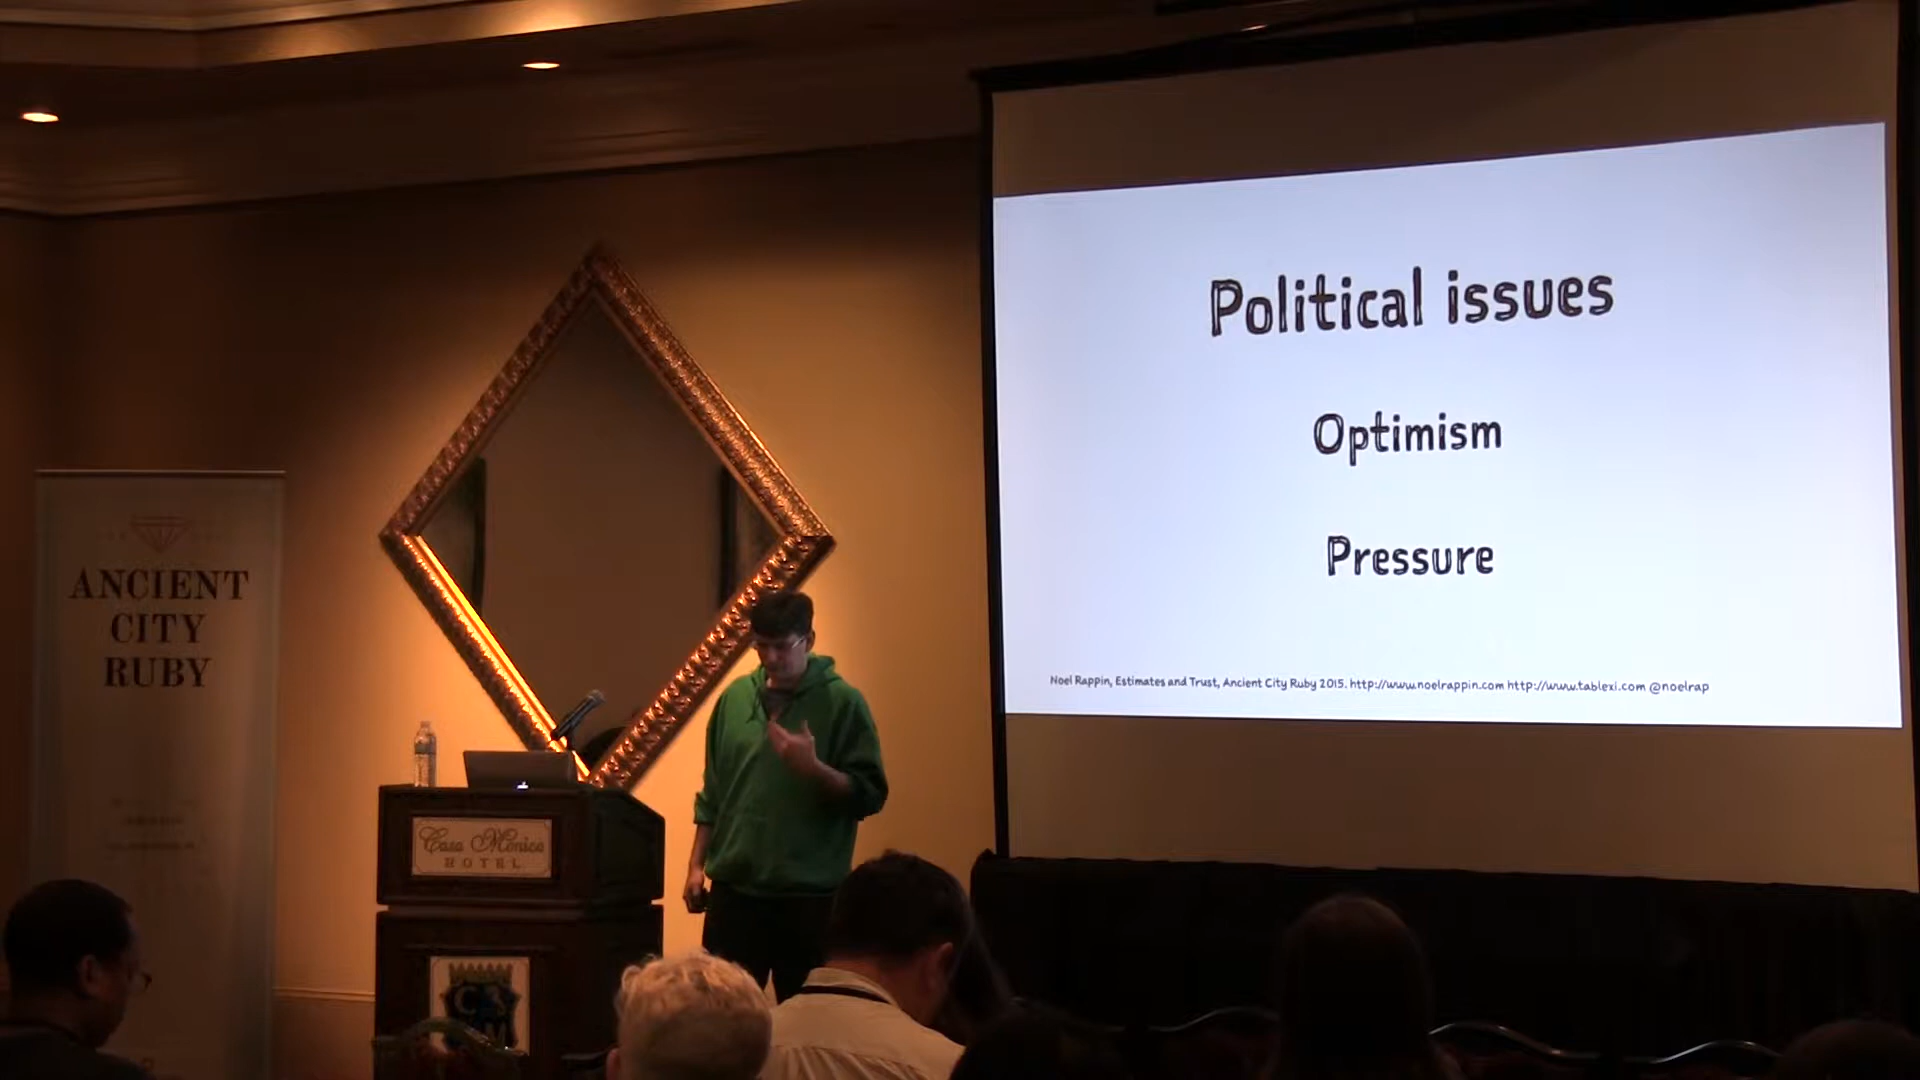 Political issues
Optimism
Pressure
Noel Rappin, Estimates and Trust, Ancient City Ruby 2015. http://www.noelrappin.com http://www.tablexi.com @noelrap
ANCIENT
CITY
RUBY
Casa Monica
HOTEL